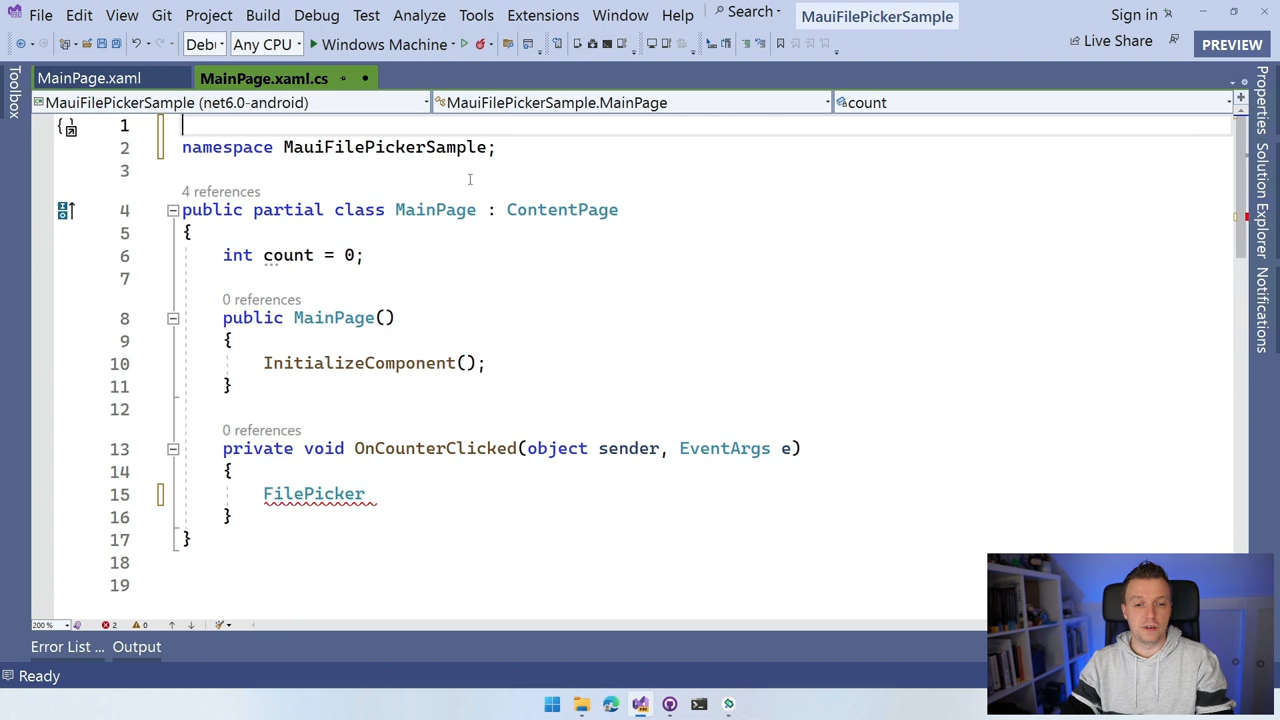 File Edit View Git Project Build Debug Test Analyze Tools Extensions Window Help Search MauiFilePickerSample Sign in
Debu Any CPU Windows Machine Live Share PREVIEW
MainPage.xaml MainPage.xaml.cs
MauiFilePickerSample (net6.0-android) MauiFilePickerSample.MainPage count
Toolbox
Properties Solution Explorer Notifications
1
2 namespace MauiFilePickerSample;
3
4 references
4 public partial class MainPage : ContentPage
5 {
6 int count = 0;
7
0 references
8 public MainPage()
9 {
10 InitializeComponent();
11 }
12
0 references
13 private void OnCounterClicked(object sender, EventArgs e)
14 {
15 FilePicker
16 }
17 }
18
19
200 % 2 0
Error List ... Output
Ready